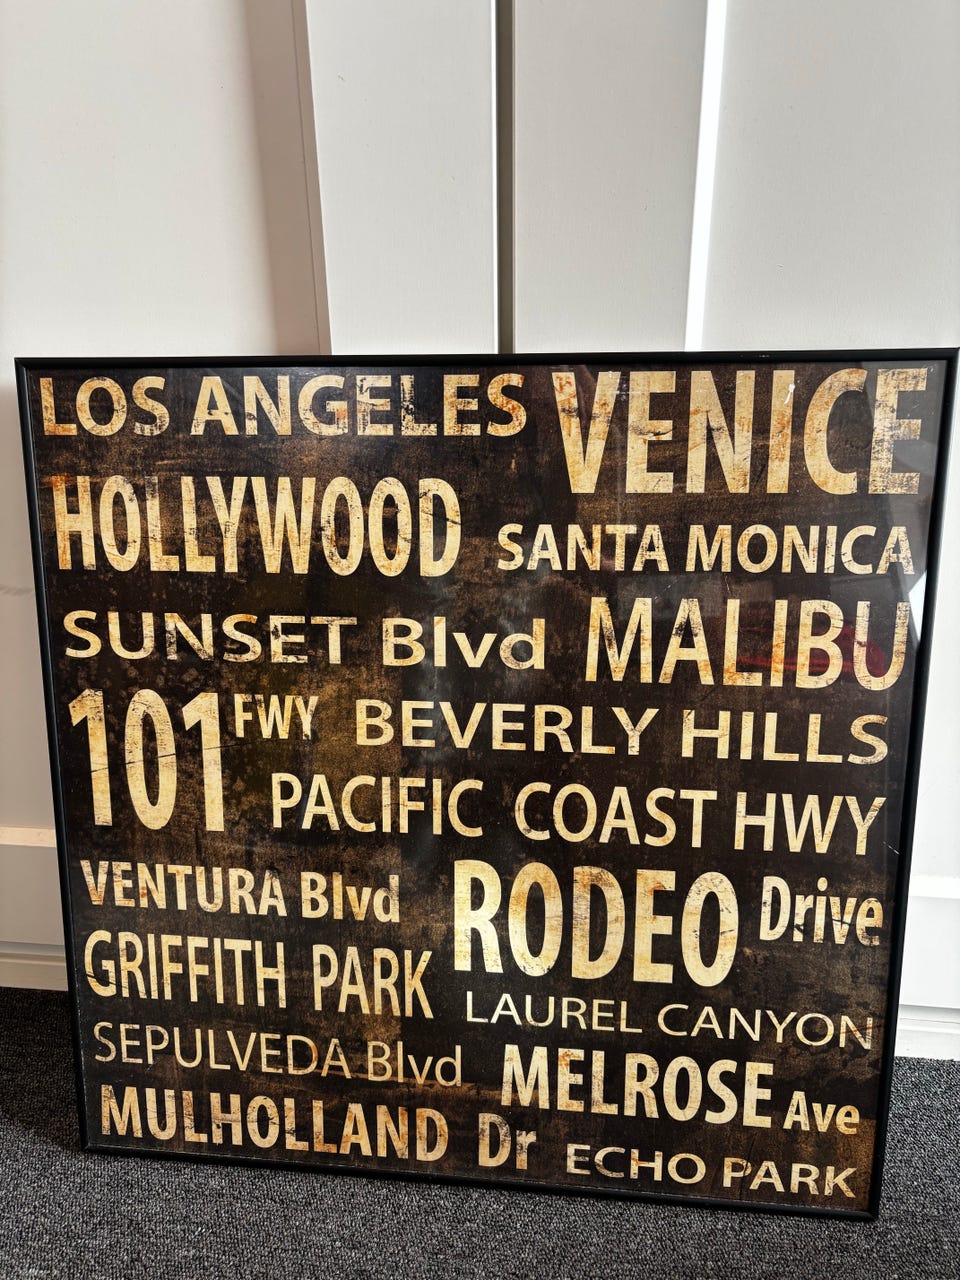 LOS ANGELES VENICE
HOLLYWOOD SANTA MONICA
SUNSET Blvd MALIBU
101 FWY BEVERLY HILLS
PACIFIC COAST HWY
VENTURA Blvd RODEO Drive
GRIFFITH PARK LAUREL CANYON
SEPULVEDA Blvd MELROSE Ave
MULHOLLAND Dr ECHO PARK